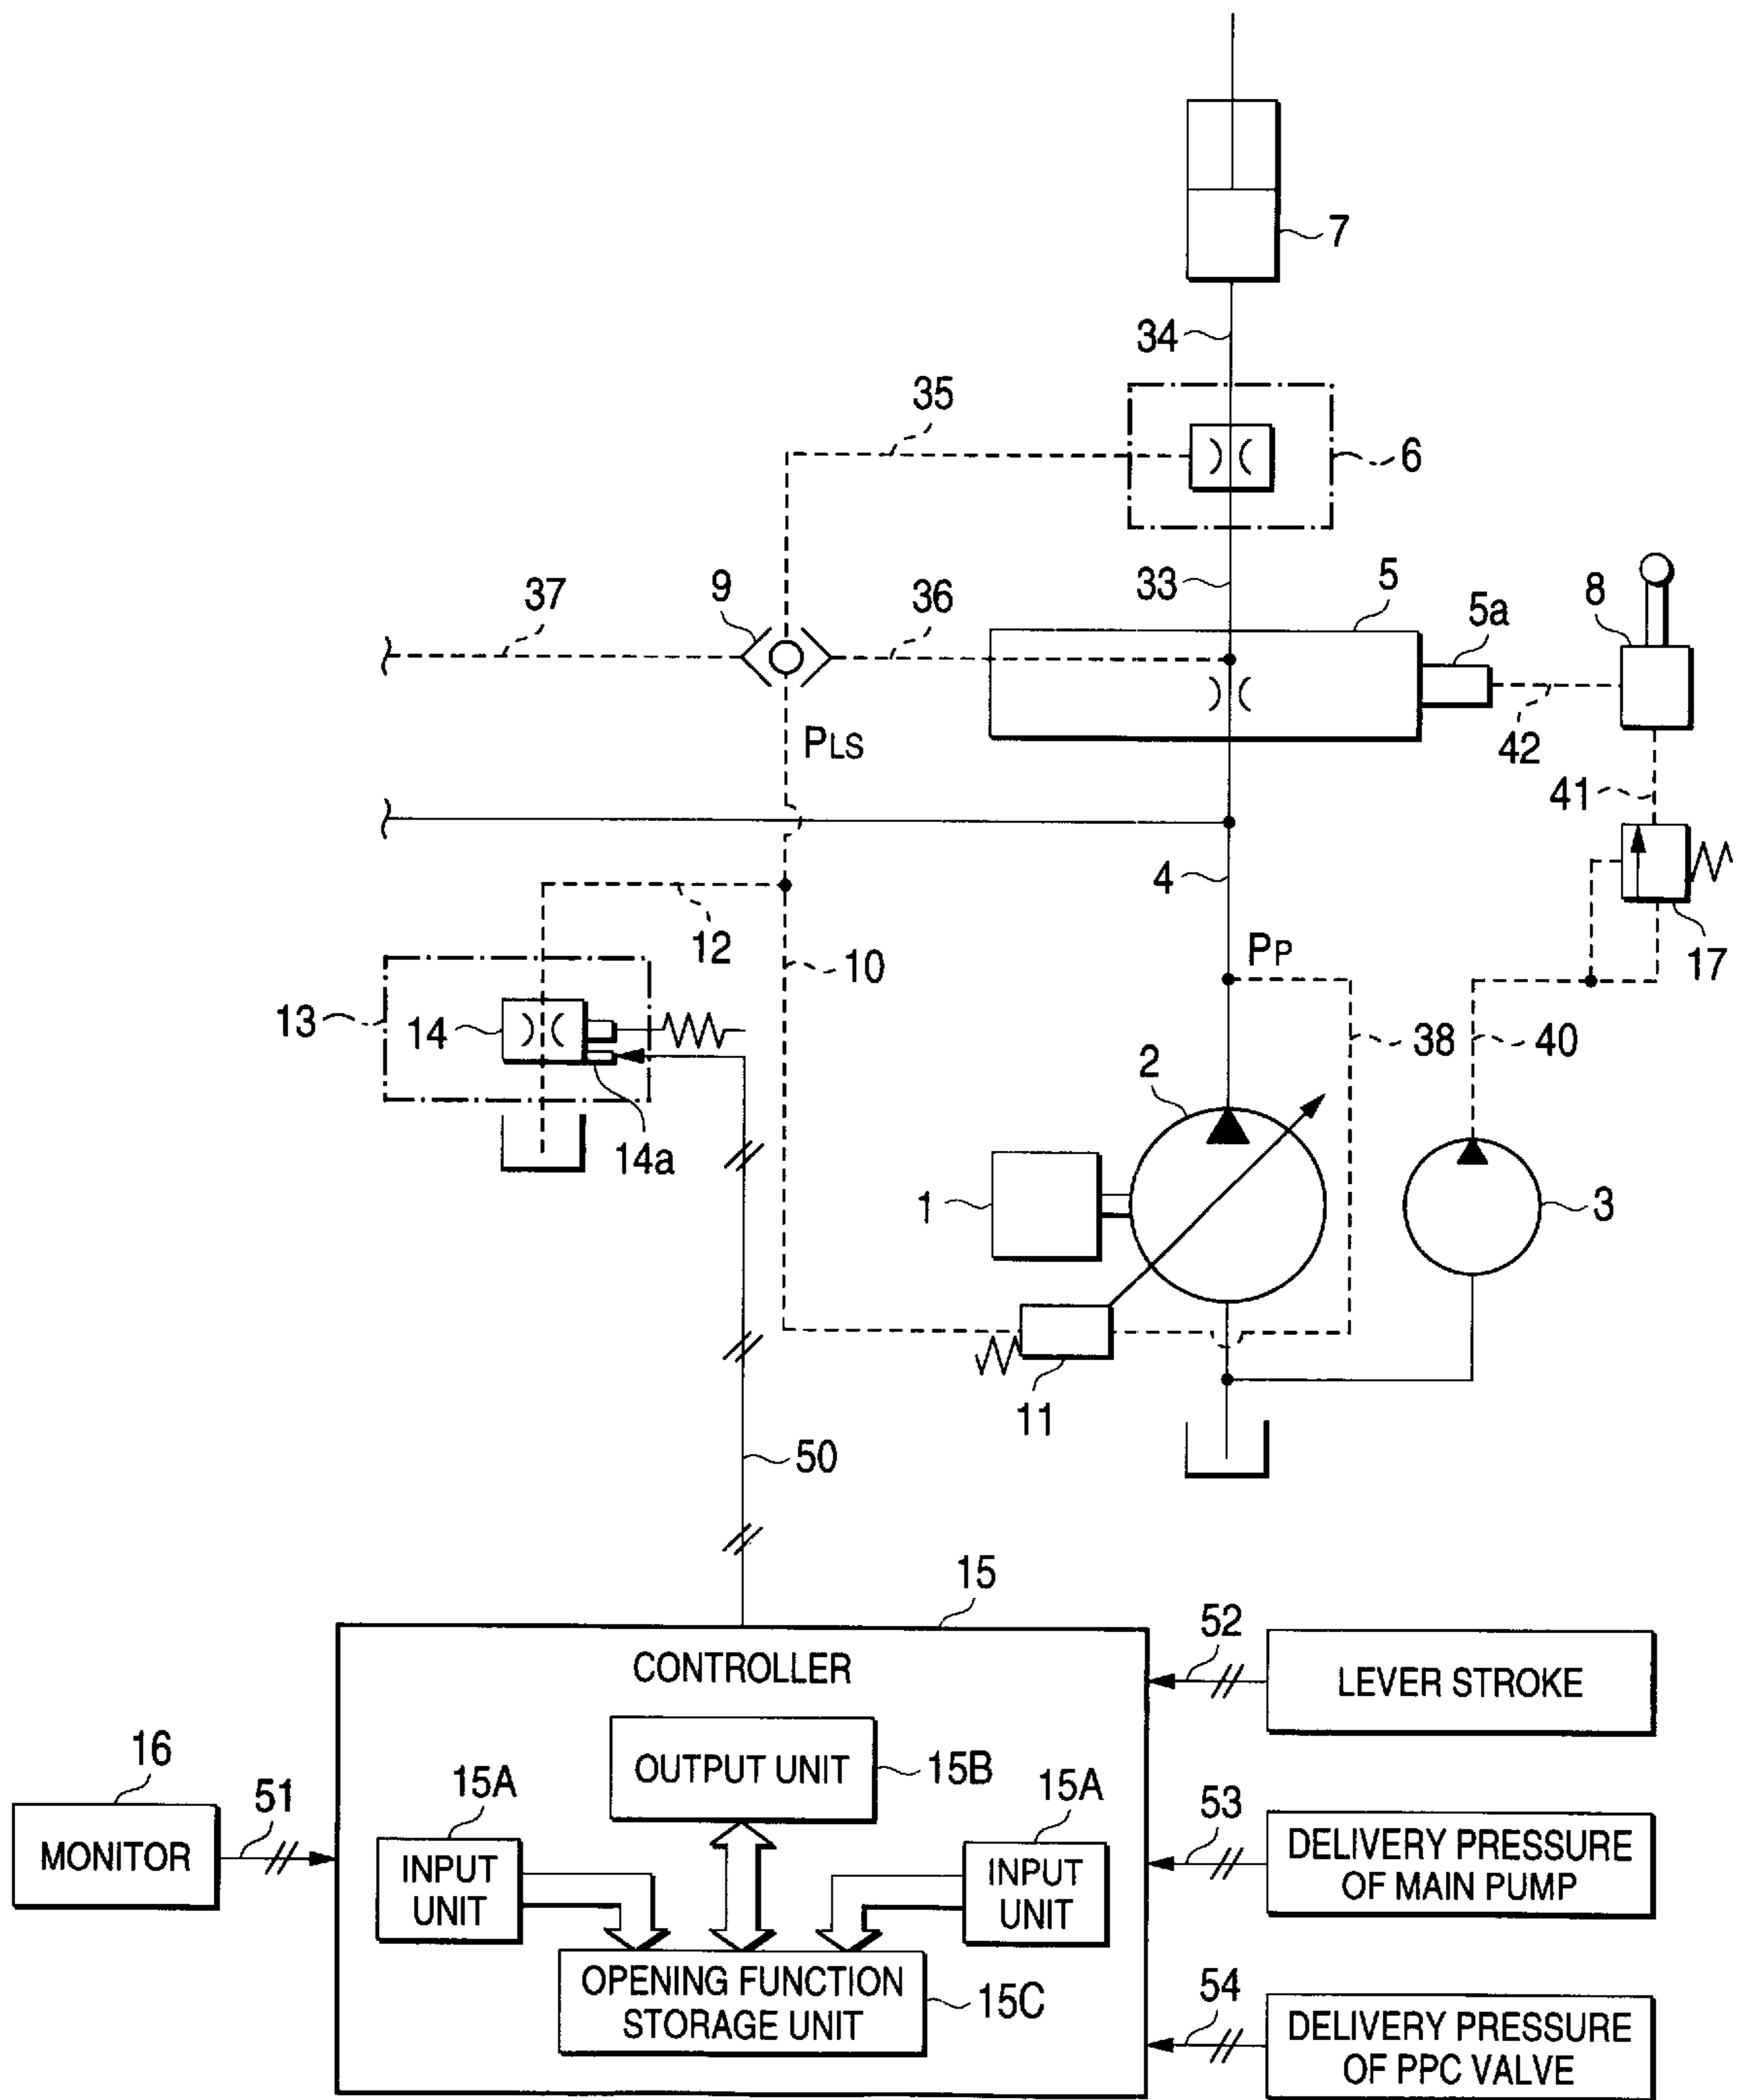 7
34
35
6
37
9
36
33
5
5a
8
PLS
42
41
4
12
10
PP
17
13
14
38
40
2
14a
1
3
11
50
15
52
CONTROLLER
LEVER STROKE
16
15A
OUTPUT UNIT
15B
15A
51
53
MONITOR
INPUT
UNIT
INPUT
UNIT
DELIVERY PRESSURE
OF MAIN PUMP
OPENING FUNCTION
STORAGE UNIT
15C
54
DELIVERY PRESSURE
OF PPC VALVE